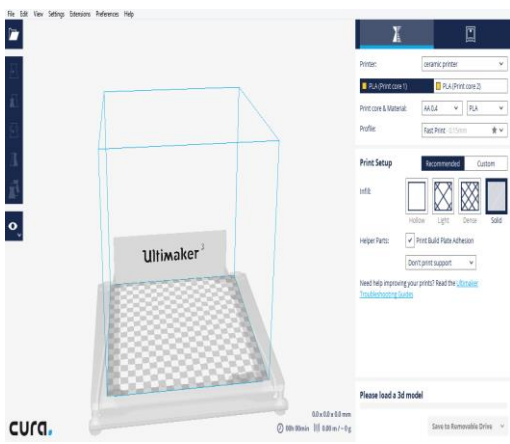 File Edit View Settings Extensions Preferences Help
Printer: ceramic printer
PLA (Print core 1) PLA (Print core 2)
Print core & Material: AA 0.4 PLA
Profile: Fast Print 0.15mm
Print Setup Recommended Custom
Infill:
Hollow Light Dense Solid
Helper Parts: Print Build Plate Adhesion
Don't print support
Need help improving your prints? Read the Ultimaker
Troubleshooting Guides
Ultimaker³
Please load a 3d model
cura.
0.0 x 0.0 x 0.0 mm
00h 00min 0.00 m / ~ 0 g
Save to Removable Drive